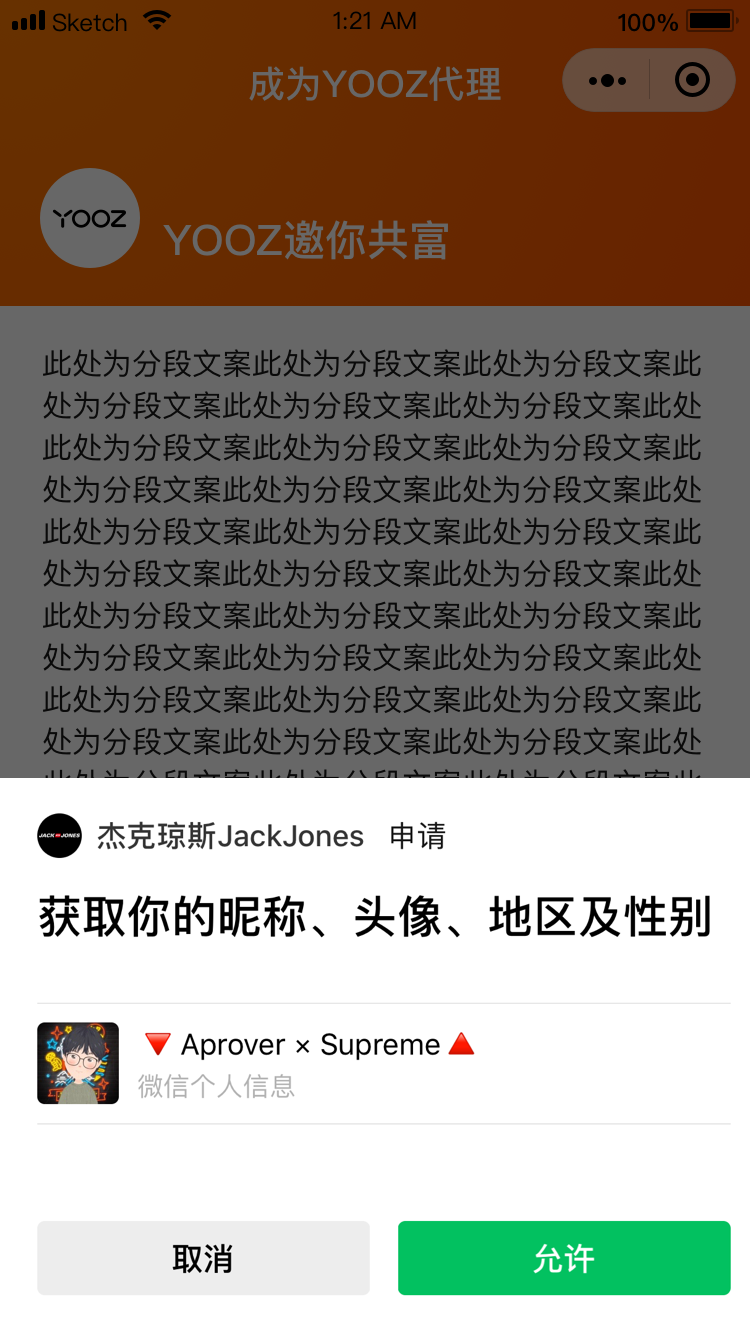 Sketch 1:21 AM 100%
成为YOOZ代理
YOOZ
YOOZ邀你共富
此处为分段文案此处为分段文案此处为分段文案此
处为分段文案此处为分段文案此处为分段文案此处
此处为分段文案此处为分段文案此处为分段文案此
处为分段文案此处为分段文案此处为分段文案此处
此处为分段文案此处为分段文案此处为分段文案此
处为分段文案此处为分段文案此处为分段文案此处
此处为分段文案此处为分段文案此处为分段文案此
处为分段文案此处为分段文案此处为分段文案此处
此处为分段文案此处为分段文案此处为分段文案此
处为分段文案此处为分段文案此处为分段文案此处
JACK JONES
杰克琼斯JackJones 申请
获取你的昵称、头像、地区及性别
🔻 Aprover × Supreme 🔺
微信个人信息
取消 允许